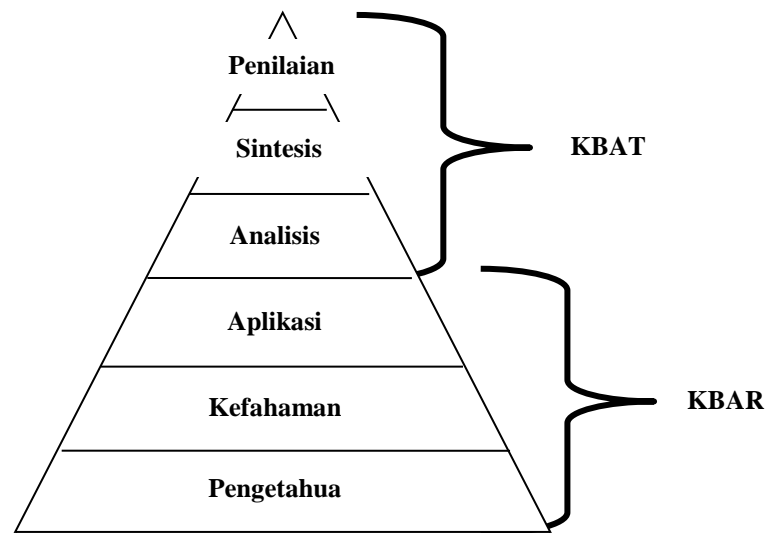 Penilaian
Sintesis
KBAT
Analisis
Aplikasi
KBAR
Kefahaman
Pengetahua